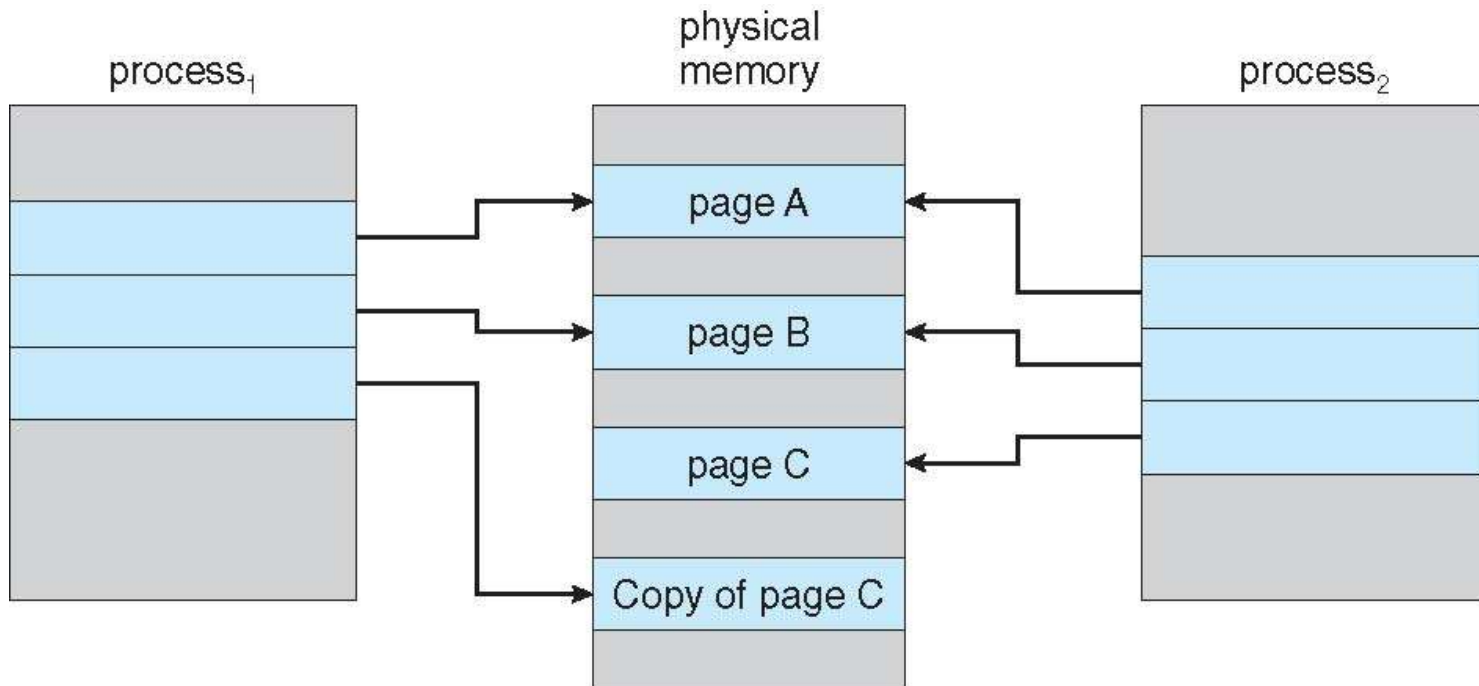 process₁
physical
memory
process₂
page A
page B
page C
Copy of page C